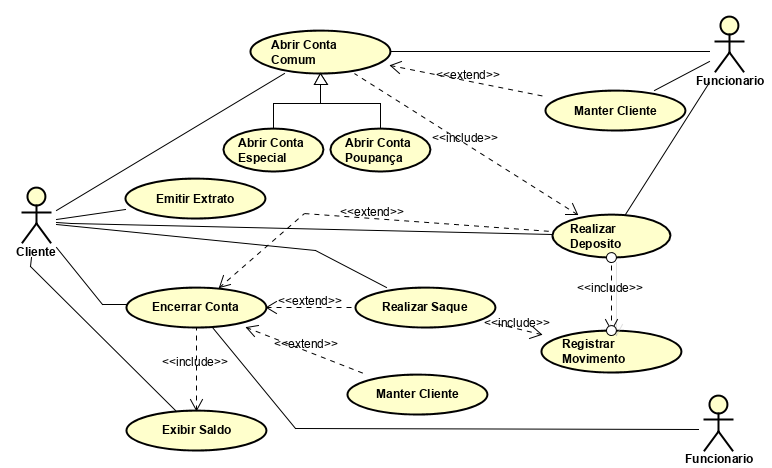 Abrir Conta
Comum
<<extend>>
Funcionario
Manter Cliente
<<include>>
Abrir Conta
Especial
Abrir Conta
Poupança
Emitir Extrato
<<extend>>
Realizar
Deposito
Cliente
<<include>>
Encerrar Conta
<<extend>>
Realizar Saque
<<include>>
Registrar
Movimento
<<extend>>
<<include>>
Manter Cliente
Exibir Saldo
Funcionario